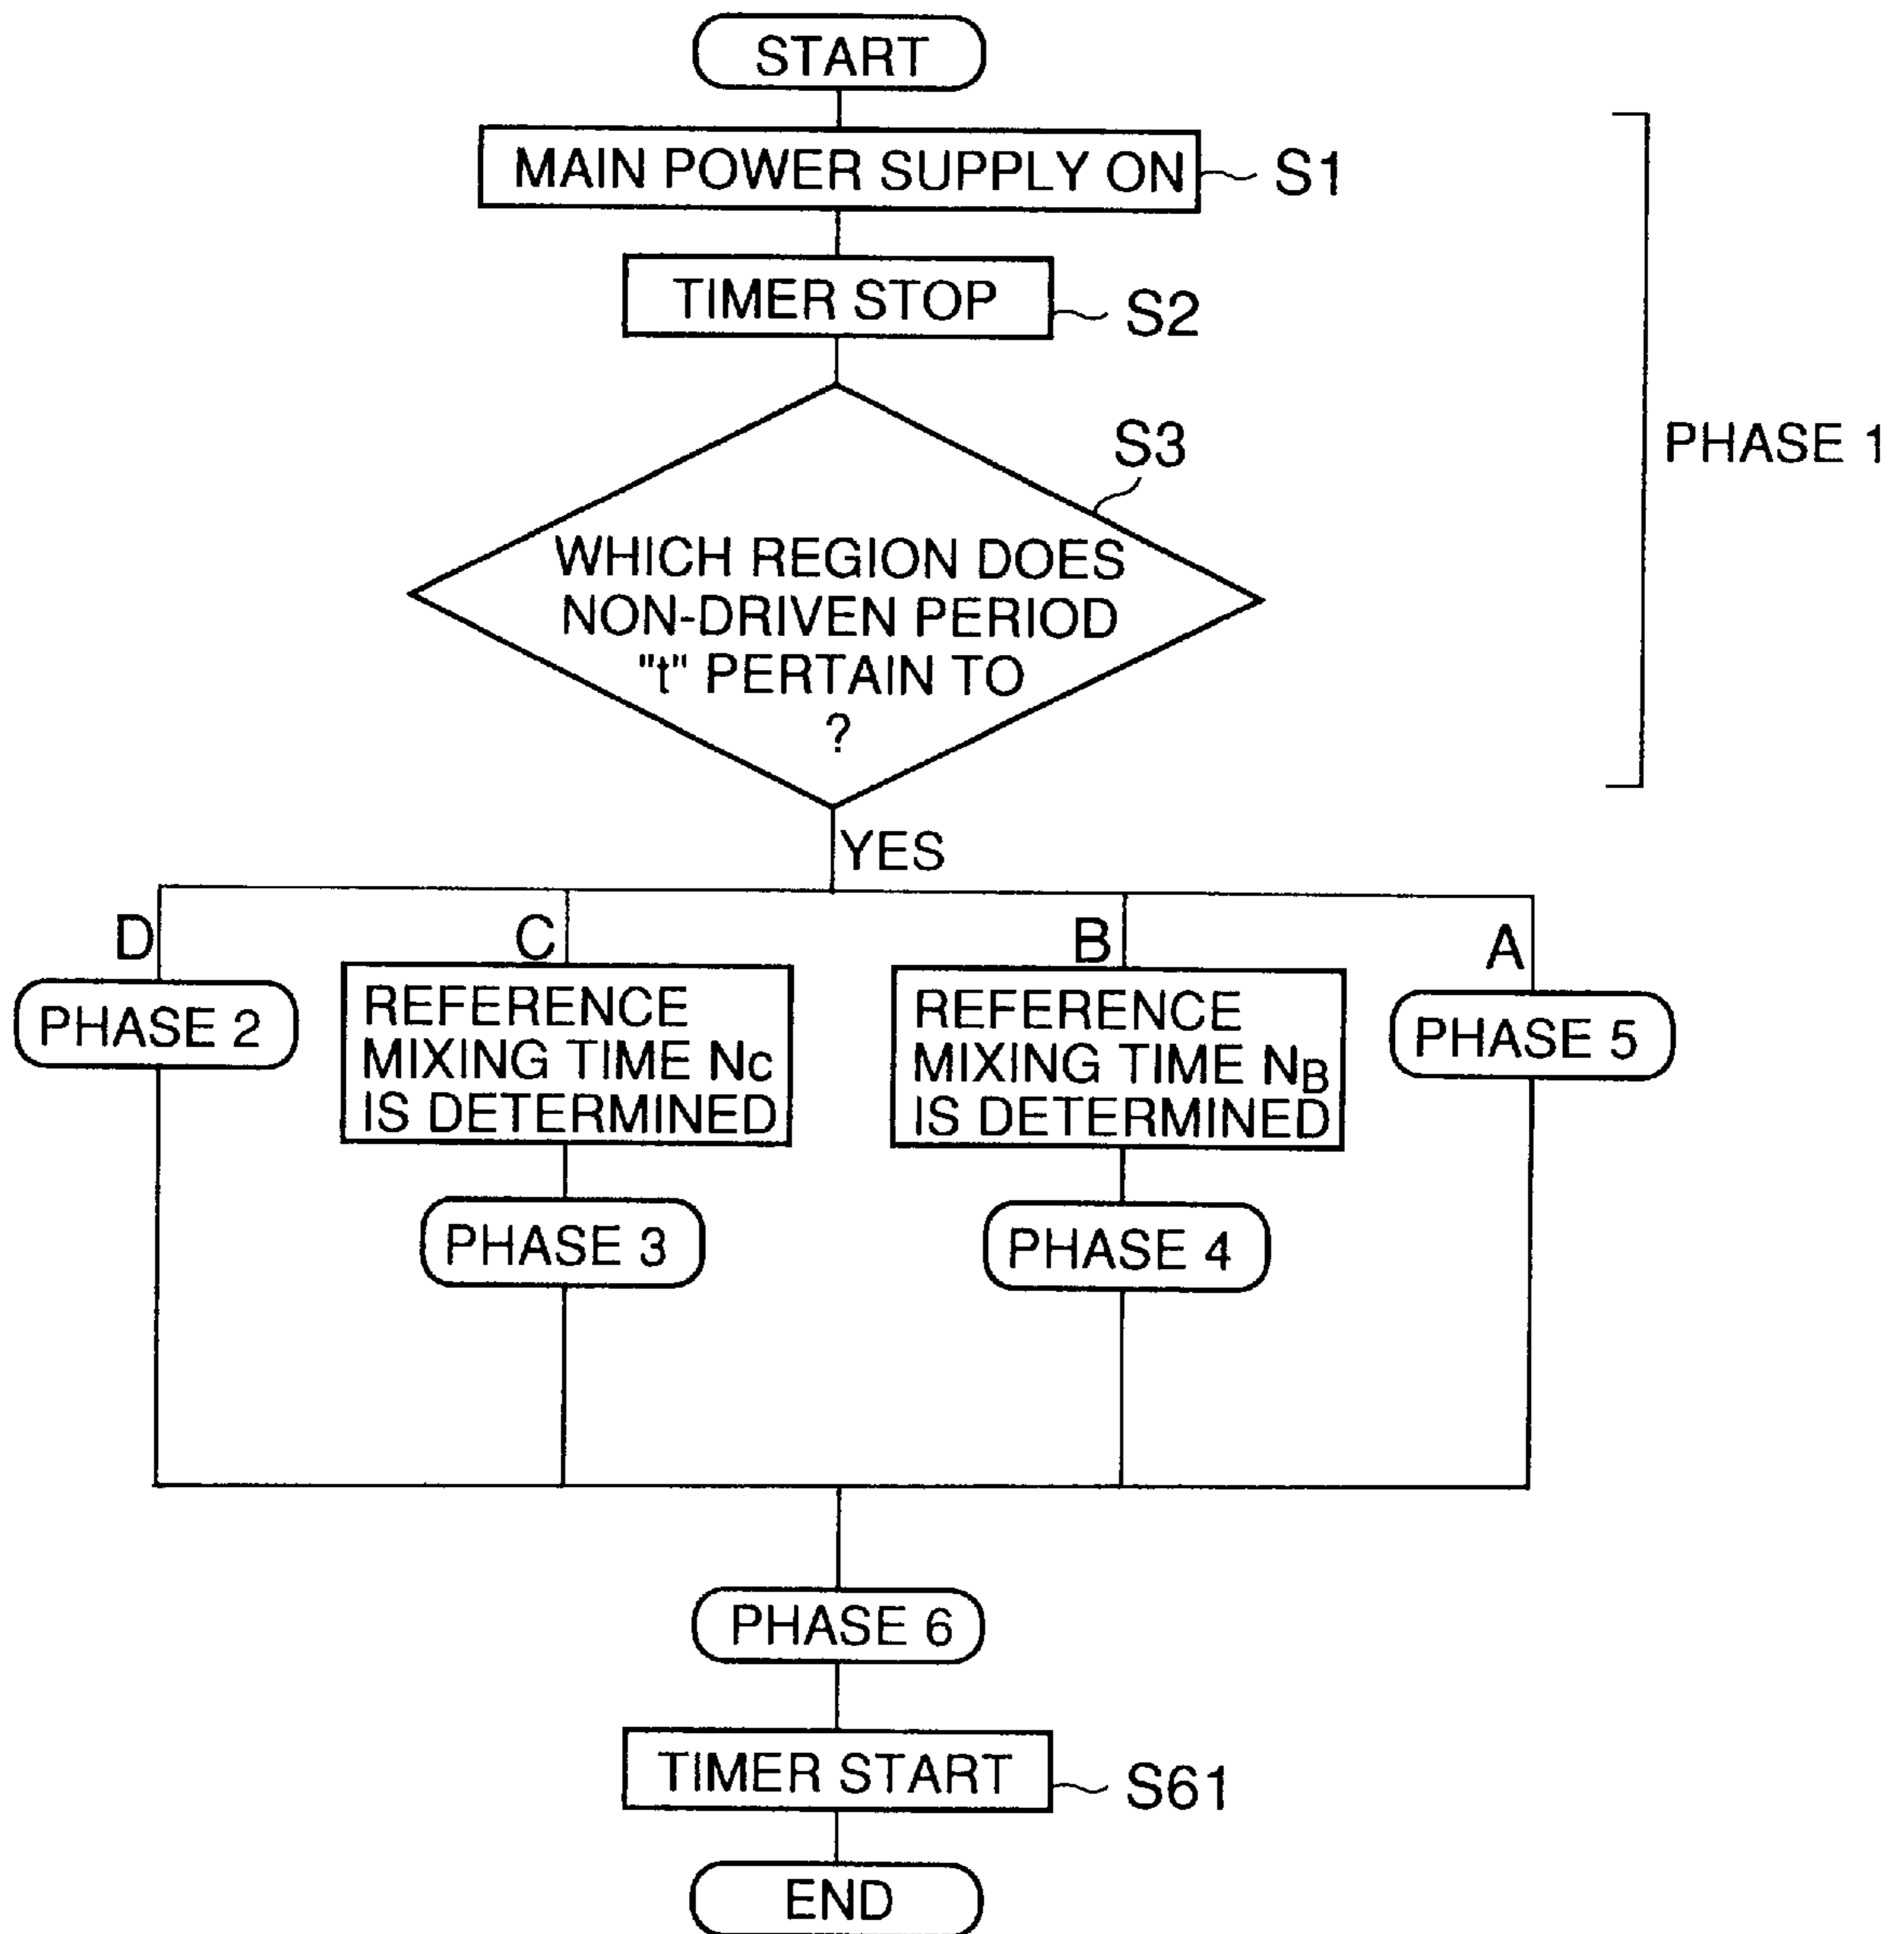 START
MAIN POWER SUPPLY ON
S1
TIMER STOP
S2
S3
WHICH REGION DOES
NON-DRIVEN PERIOD
"t" PERTAIN TO
?
PHASE 1
YES
D
C
B
A
PHASE 2
REFERENCE
MIXING TIME NC
IS DETERMINED
REFERENCE
MIXING TIME NB
IS DETERMINED
PHASE 5
PHASE 3
PHASE 4
PHASE 6
TIMER START
S61
END